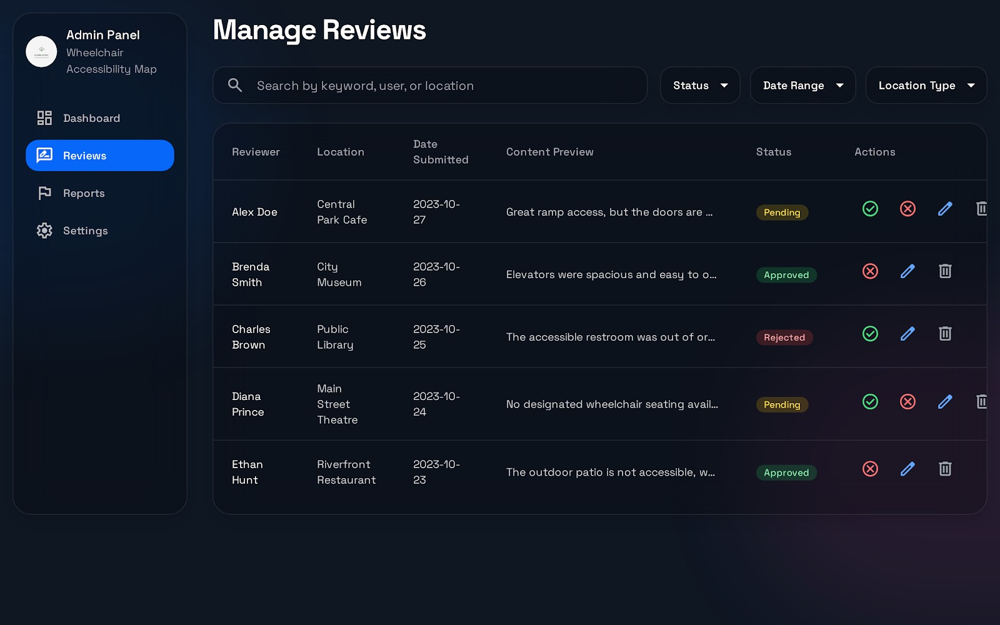 Admin Panel
Wheelchair
Accessibility Map
Dashboard
Reviews
Reports
Settings
Manage Reviews
Search by keyword, user, or location
Status
Date Range
Location Type
Reviewer
Location
Date
Submitted
Content Preview
Status
Actions
Alex Doe
Central
Park Cafe
2023-10-
27
Great ramp access, but the doors are ...
Pending
Brenda
Smith
City
Museum
2023-10-
26
Elevators were spacious and easy to o...
Approved
Charles
Brown
Public
Library
2023-10-
25
The accessible restroom was out of or...
Rejected
Diana
Prince
Main
Street
Theatre
2023-10-
24
No designated wheelchair seating avail...
Pending
Ethan
Hunt
Riverfront
Restaurant
2023-10-
23
The outdoor patio is not accessible, w...
Approved